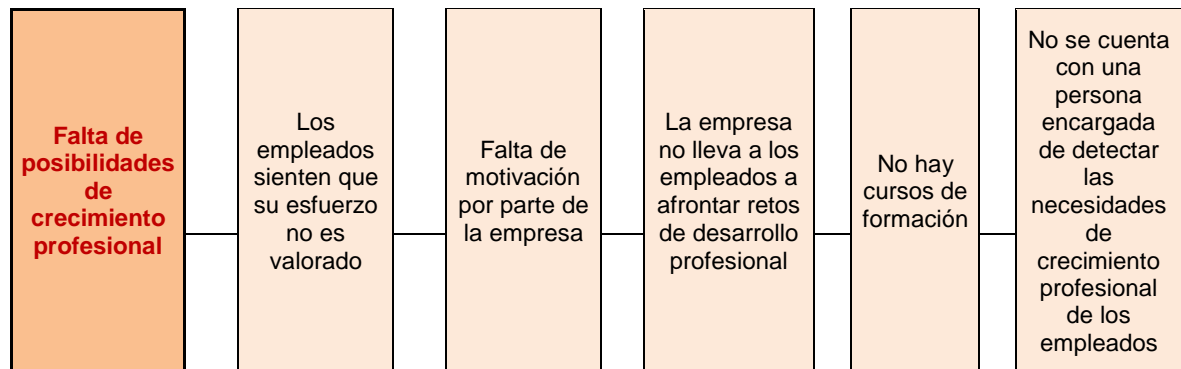 Falta de
posibilidades
de
crecimiento
profesional
Los
empleados
sienten que
su esfuerzo
no es
valorado
Falta de
motivación
por parte de
la empresa
La empresa
no lleva a los
empleados a
afrontar retos
de desarrollo
profesional
No hay
cursos de
formación
No se cuenta
con una
persona
encargada
de detectar
las
necesidades
de
crecimiento
profesional
de los
empleados